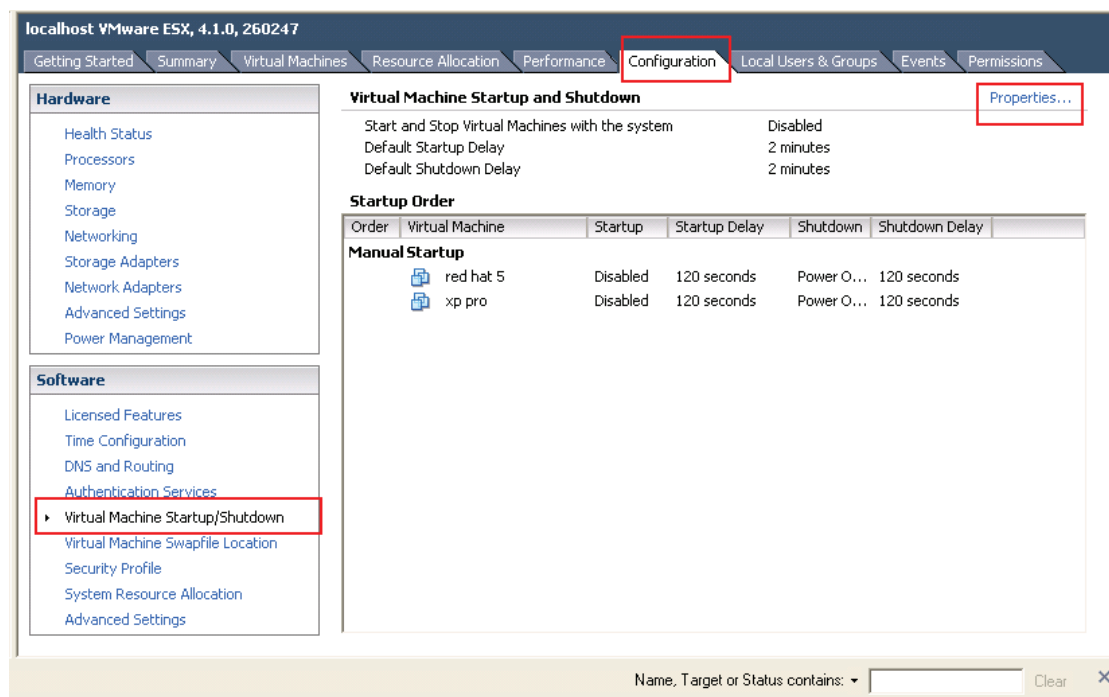 localhost VMware ESX, 4.1.0, 260247
Getting Started Summary Virtual Machines Resource Allocation Performance Configuration Local Users & Groups Events Permissions
Hardware
Health Status
Processors
Memory
Storage
Networking
Storage Adapters
Network Adapters
Advanced Settings
Power Management
Software
Licensed Features
Time Configuration
DNS and Routing
Authentication Services
Virtual Machine Startup/Shutdown
Virtual Machine Swapfile Location
Security Profile
System Resource Allocation
Advanced Settings
Virtual Machine Startup and Shutdown Properties...
Start and Stop Virtual Machines with the system Disabled
Default Startup Delay 2 minutes
Default Shutdown Delay 2 minutes
Startup Order
Order Virtual Machine Startup Startup Delay Shutdown Shutdown Delay
Manual Startup
red hat 5 Disabled 120 seconds Power O... 120 seconds
xp pro Disabled 120 seconds Power O... 120 seconds
Name, Target or Status contains: Clear